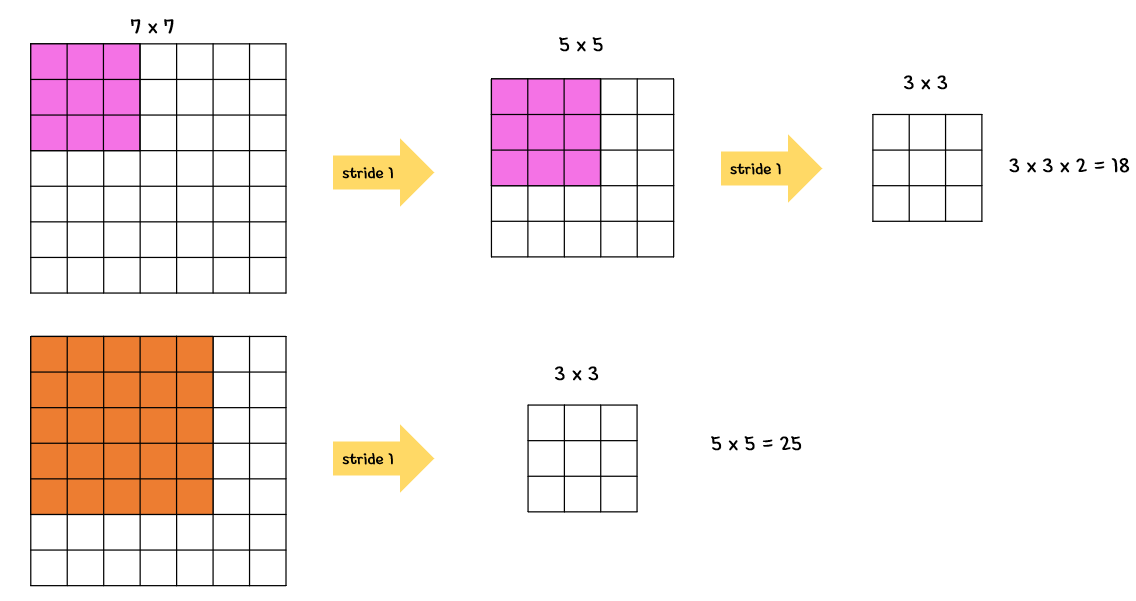 7 x 7
5 x 5
3 x 3
stride 1
stride 1
3 x 3 x 2 = 18
3 x 3
stride 1
5 x 5 = 25